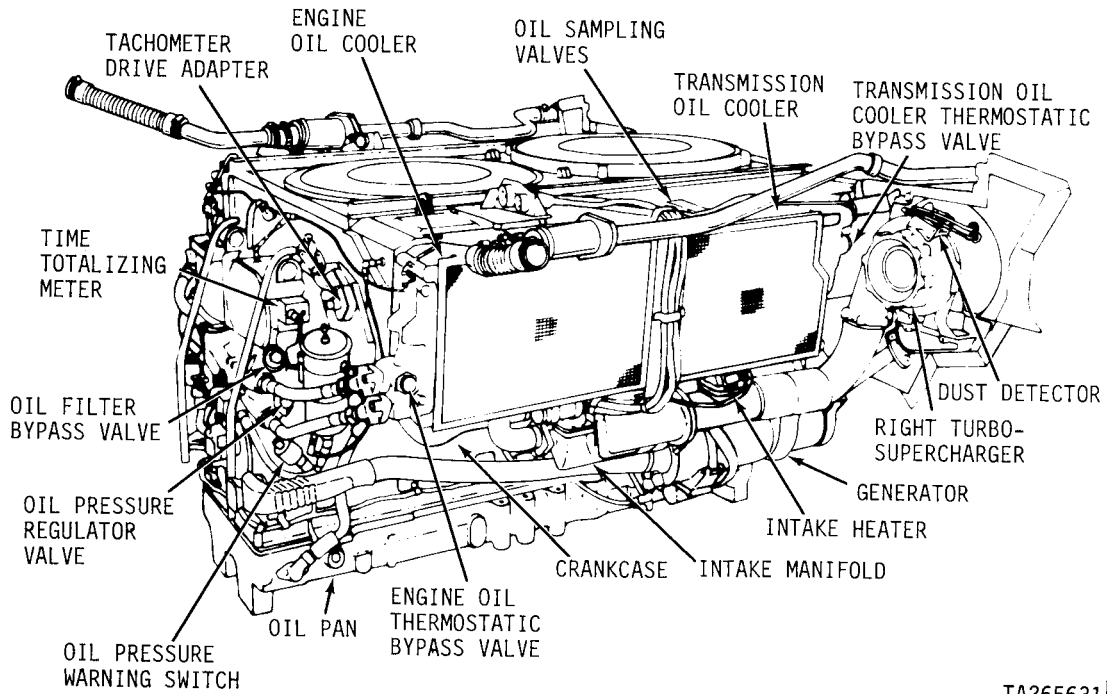 ENGINE
OIL COOLER
TACHOMETER
DRIVE ADAPTER
OIL SAMPLING
VALVES
TRANSMISSION
OIL COOLER
TRANSMISSION OIL
COOLER THERMOSTATIC
BYPASS VALVE
TIME
TOTALIZING
METER
OIL FILTER
BYPASS VALVE
DUST DETECTOR
RIGHT TURBO-
SUPERCHARGER
GENERATOR
OIL PRESSURE
REGULATOR
VALVE
INTAKE HEATER
CRANKCASE
INTAKE MANIFOLD
ENGINE OIL
THERMOSTATIC
BYPASS VALVE
OIL PAN
OIL PRESSURE
WARNING SWITCH